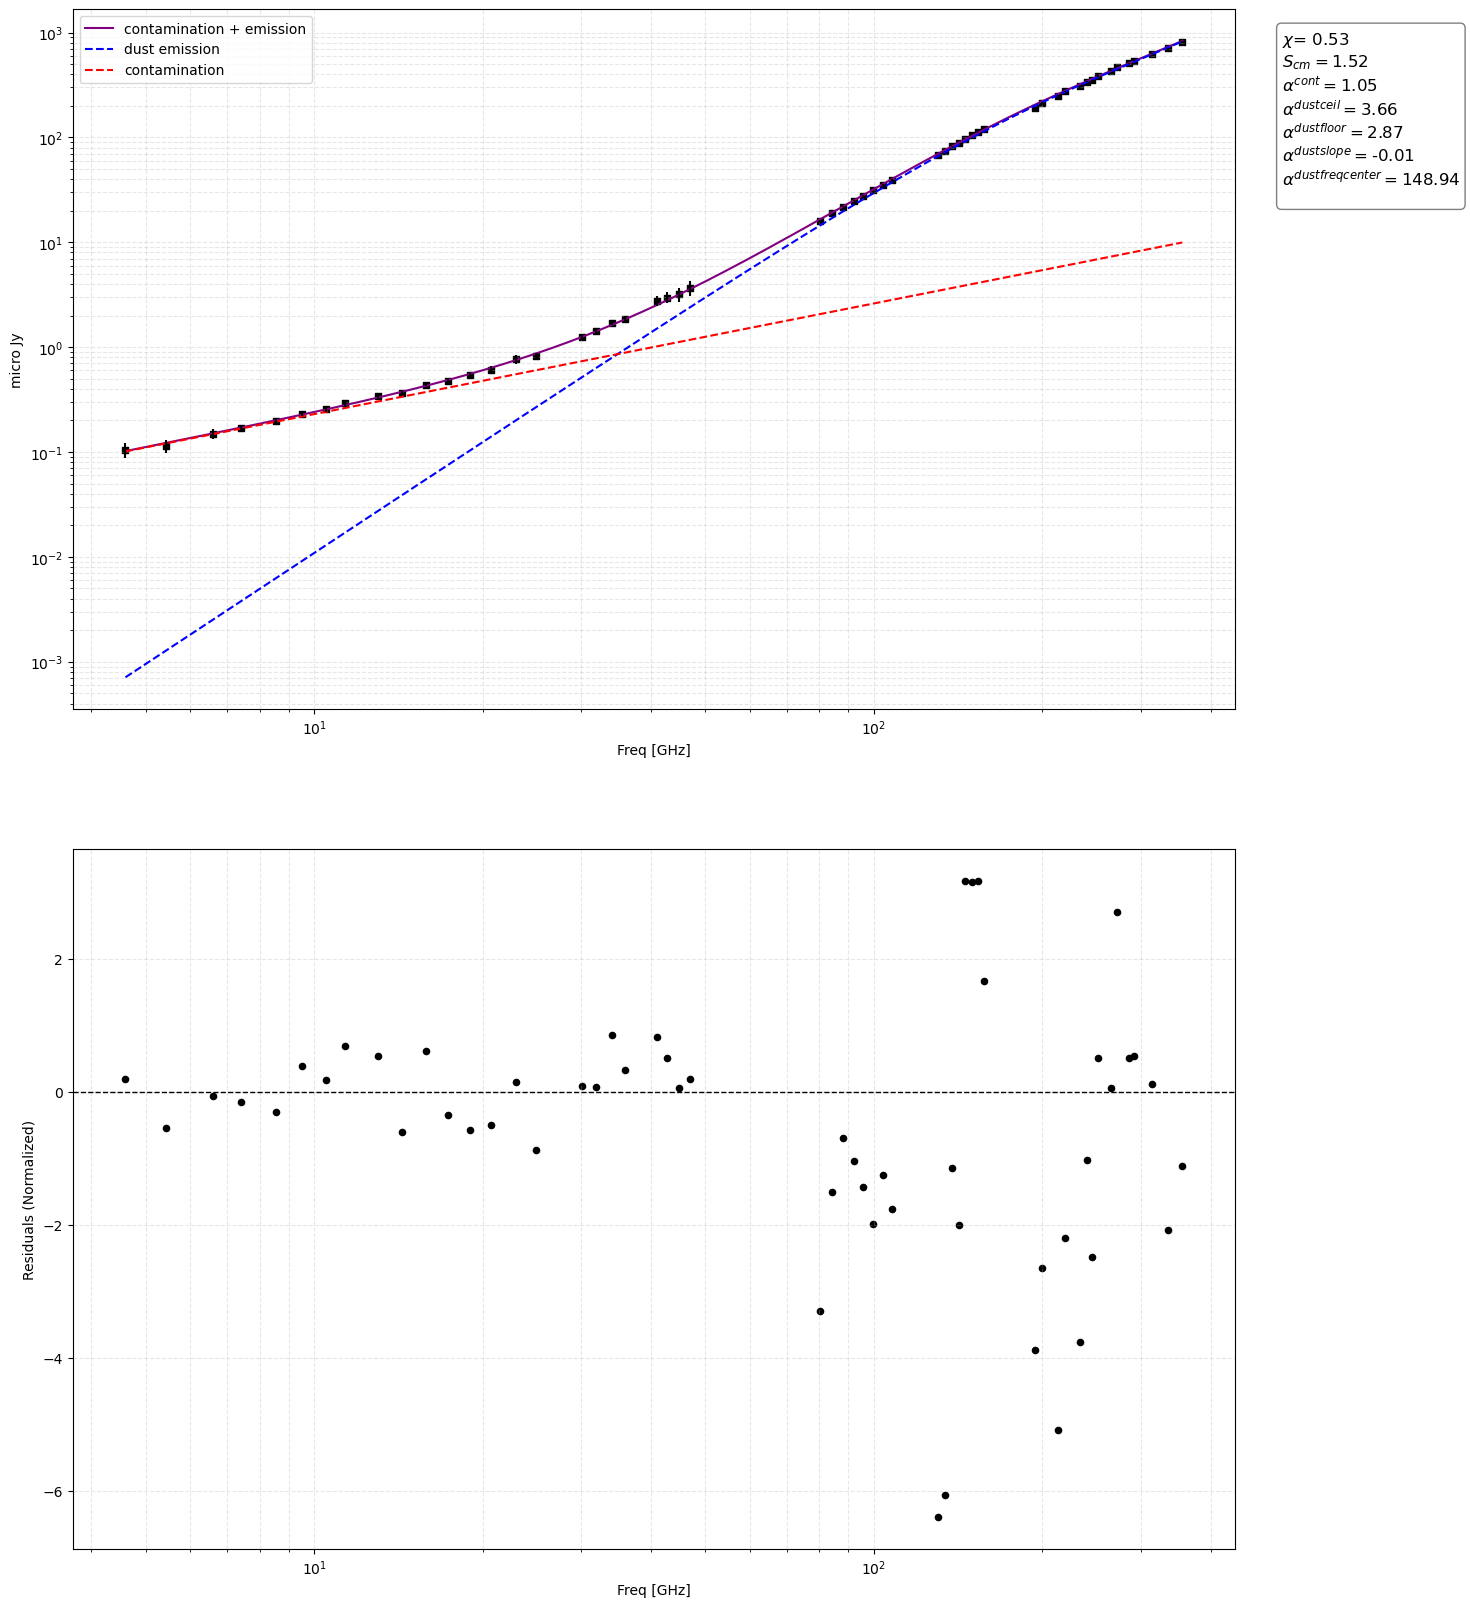 contamination + emission
dust emission
contamination
χ= 0.53
S_{cm} = 1.52
α^{cont} = 1.05
α^{dustceil} = 3.66
α^{dustfloor} = 2.87
α^{dustslope} = -0.01
α^{dustfreqcenter} = 148.94
micro Jy
10^3
10^2
10^1
10^0
10^{-1}
10^{-2}
10^{-3}
10^1 10^2
Freq [GHz]
Residuals (Normalized)
2
0
−2
−4
−6
10^1 10^2
Freq [GHz]